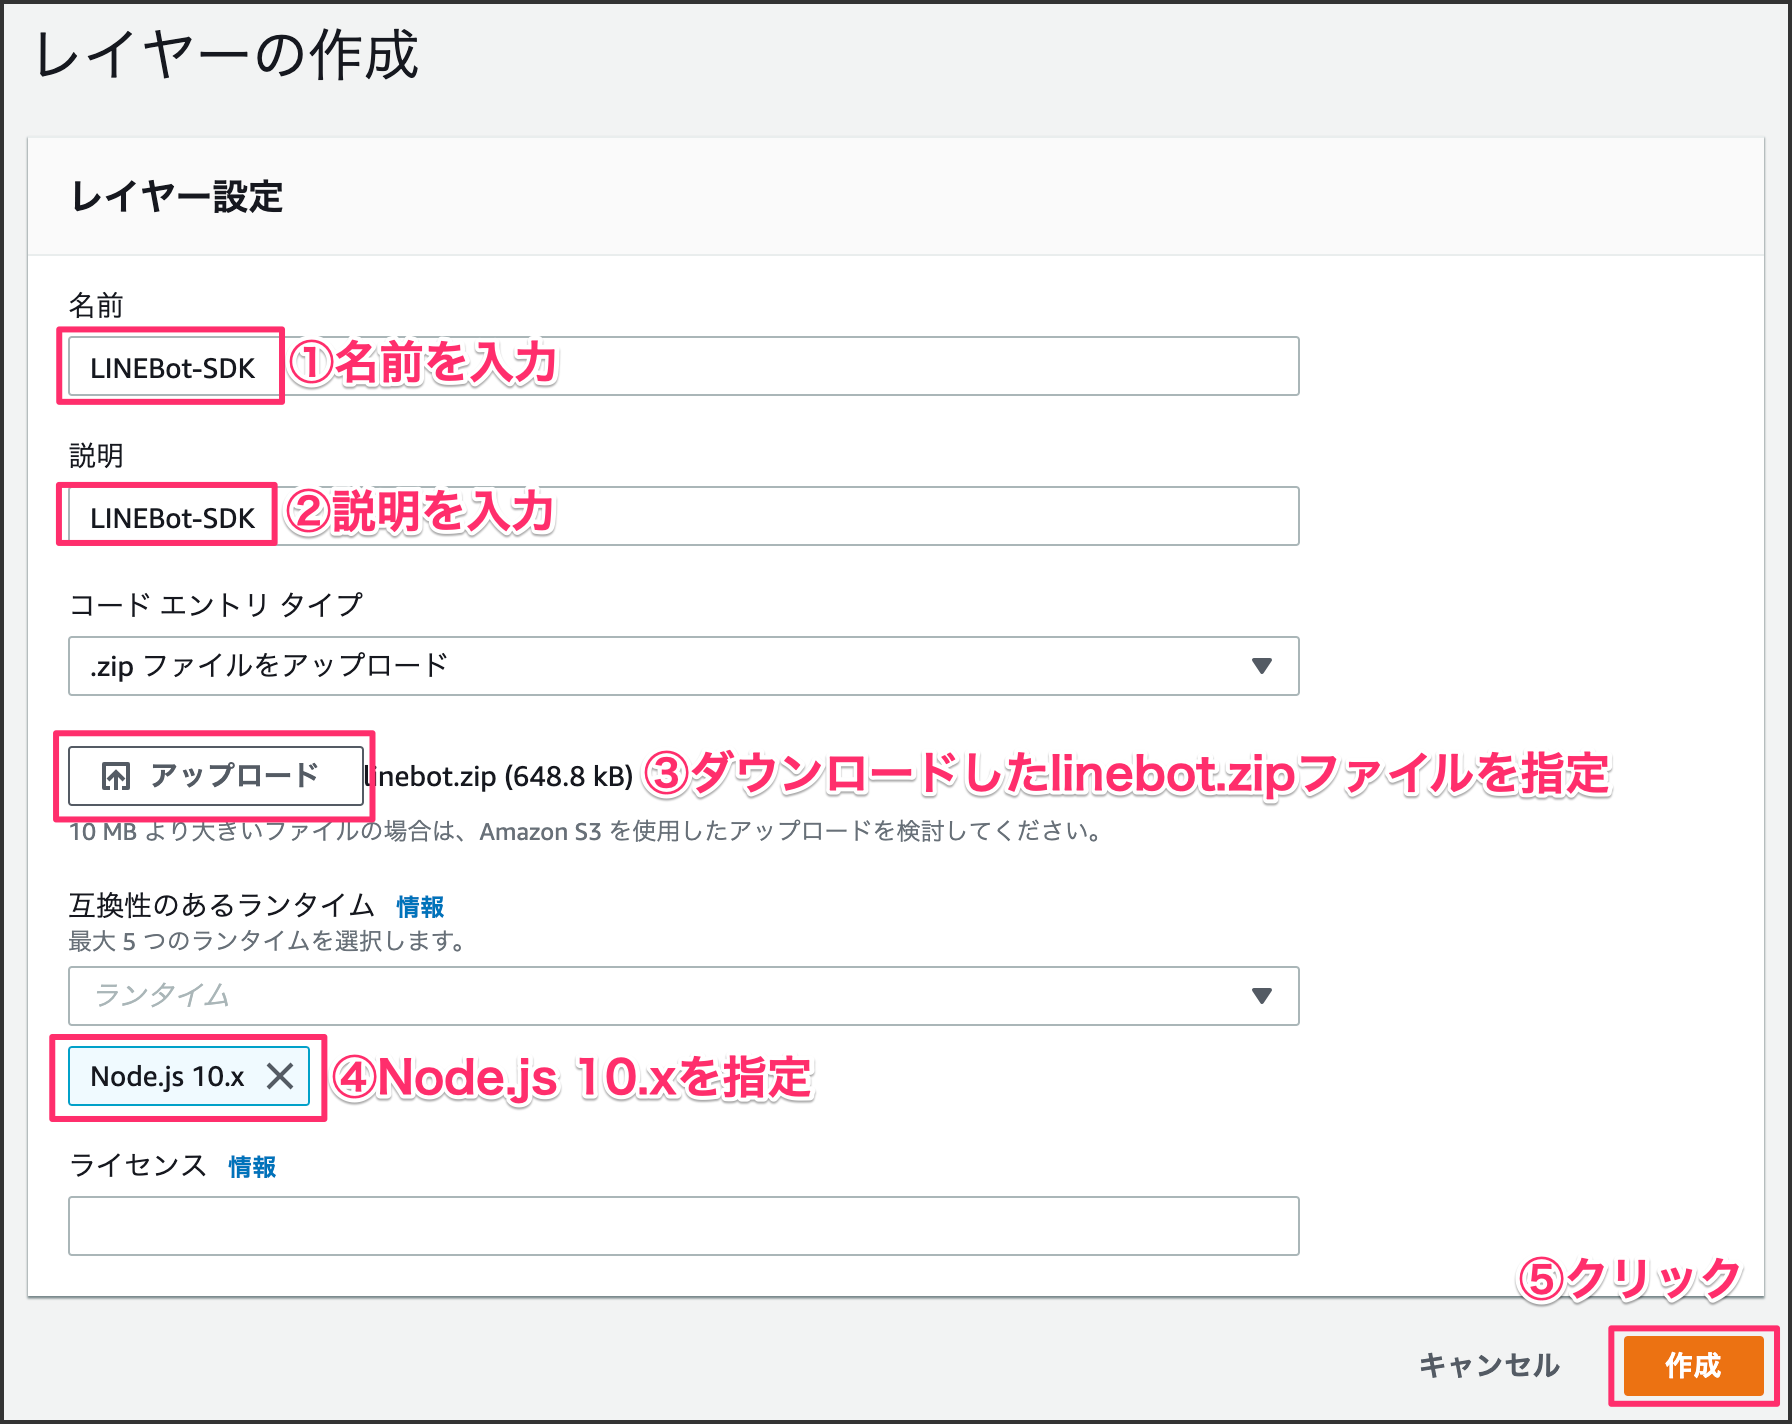 レイヤーの作成
レイヤー設定
名前
LINEBot-SDK ①名前を入力
説明
LINEBot-SDK ②説明を入力
コード エントリ タイプ
.zip ファイルをアップロード
アップロード linebot.zip (648.8 kB) ③ダウンロードしたlinebot.zipファイルを指定
10 MB より大きいファイルの場合は、Amazon S3 を使用したアップロードを検討してください。
互換性のあるランタイム 情報
最大 5 つのランタイムを選択します。
ランタイム
Node.js 10.x ④Node.js 10.xを指定
ライセンス 情報
⑤クリック
キャンセル 作成